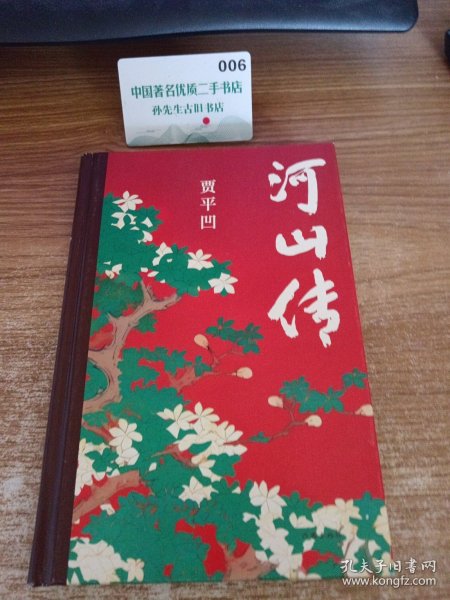 006
中国著名优质二手书店
孙先生古旧书店
河山传
贾平凹
孔夫子旧书网
www.kongfz.com